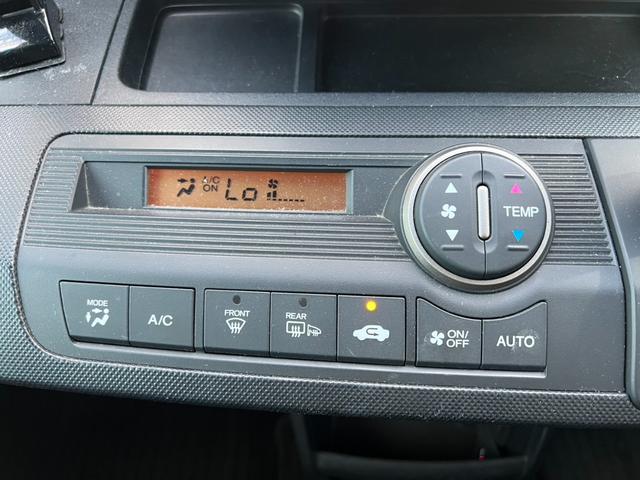 A/C
ON Lo
TEMP
MODE
A/C
FRONT
REAR
ON/
OFF
AUTO